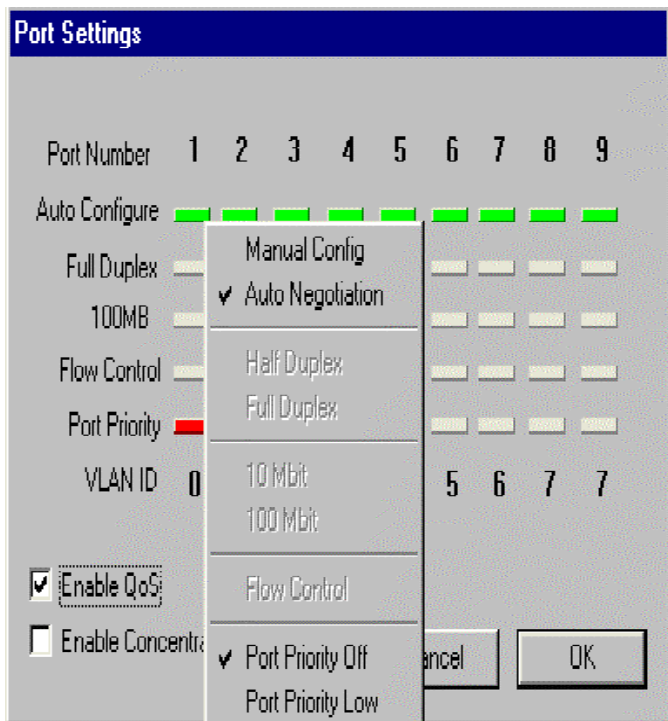 Port Settings
Port Number 1 2 3 4 5 6 7 8 9
Auto Configure
Manual Config
Full Duplex
Auto Negotiation
100MB
Flow Control
Half Duplex
Full Duplex
Port Priority
VLAN ID 0 5 6 7 7
10 Mbit
100 Mbit
Enable QoS
Flow Control
Enable Concentra
Port Priority Off
ancel
OK
Port Priority Low